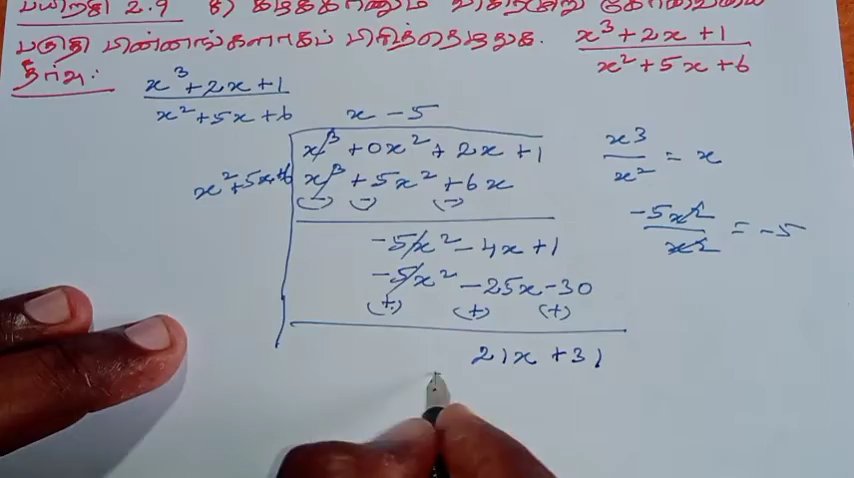 பயிற்சி 2.9 8) கீழ்க்காணும் விகிதமுறு கோவையை
பகுதி பின்னங்களாகப் பிரித்தெழுதுக. x³+2x+1 / x²+5x+6
தீர்வு: x³+2x+1 / x²+5x+6
x - 5
x²+5x+6 x³ + 0x² + 2x + 1
x³ + 5x² + 6x
(-) (-) (-)
-5x² - 4x + 1
-5x² - 25x - 30
(+) (+) (+)
21x + 31
x³ / x² = x
-5x² / x² = -5